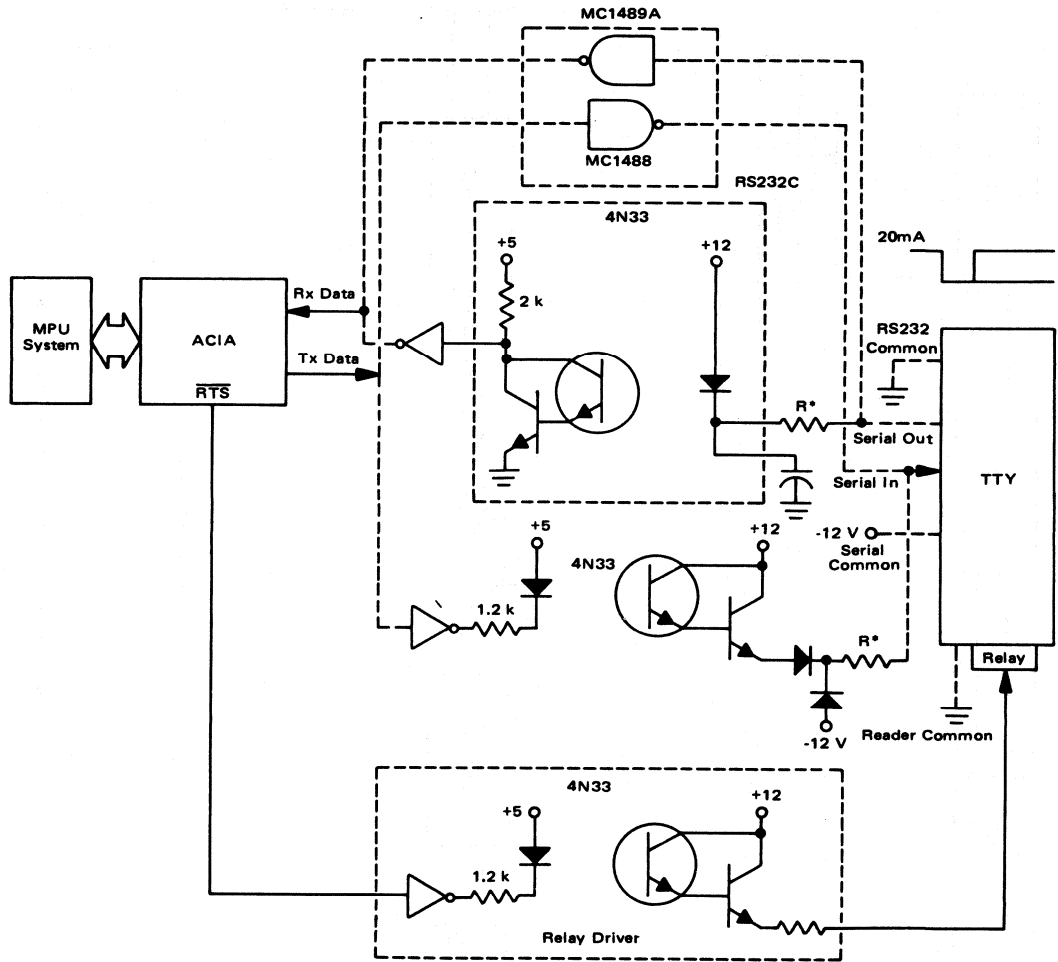 MC1489A
MC1488
RS232C
4N33
+5
+12
20mA
2 k
Rx Data
MPU
System
ACIA
RS232
Common
Tx Data
RTS
R*
Serial Out
Serial In
TTY
+5
+12
-12 V
Serial
Common
4N33
1.2 k
R*
Relay
-12 V
Reader Common
4N33
+5
+12
1.2 k
Relay Driver